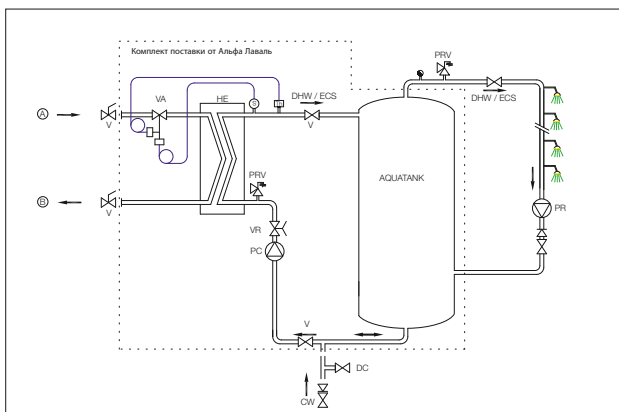 Комплект поставки от Альфа Лаваль
PRV
DHW / ECS
VA
HE
S
DHW / ECS
A
V
V
AQUATANK
PRV
B
V
VR
PR
PC
V
DC
CW